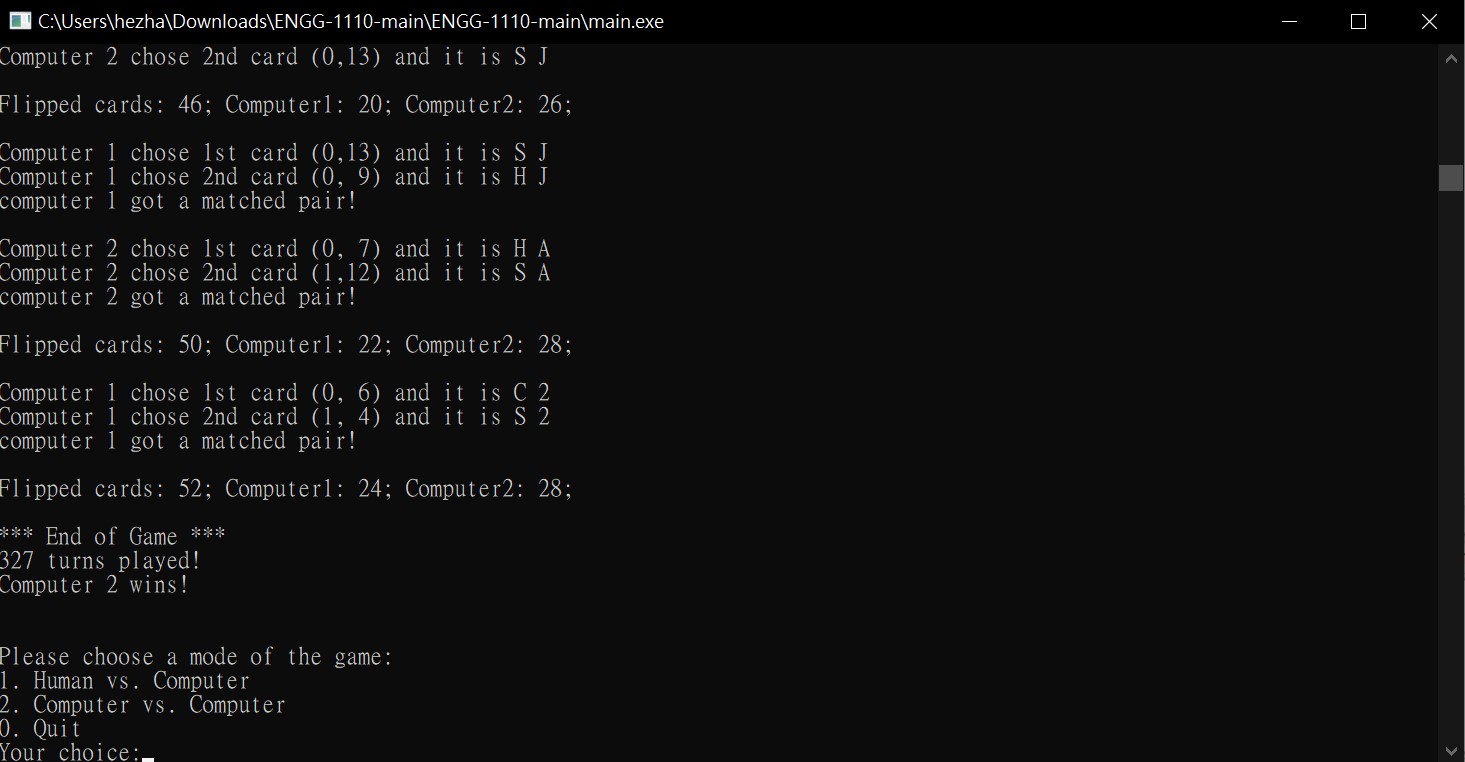 C:\Users\hezha\Downloads\ENGG-1110-main\ENGG-1110-main\main.exe
Computer 2 chose 2nd card (0,13) and it is S J
Flipped cards: 46; Computer1: 20; Computer2: 26;
Computer 1 chose 1st card (0,13) and it is S J
Computer 1 chose 2nd card (0, 9) and it is H J
computer 1 got a matched pair!
Computer 2 chose 1st card (0, 7) and it is H A
Computer 2 chose 2nd card (1,12) and it is S A
computer 2 got a matched pair!
Flipped cards: 50; Computer1: 22; Computer2: 28;
Computer 1 chose 1st card (0, 6) and it is C 2
Computer 1 chose 2nd card (1, 4) and it is S 2
computer 1 got a matched pair!
Flipped cards: 52; Computer1: 24; Computer2: 28;
*** End of Game ***
327 turns played!
Computer 2 wins!
Please choose a mode of the game:
1. Human vs. Computer
2. Computer vs. Computer
0. Quit
Your choice: